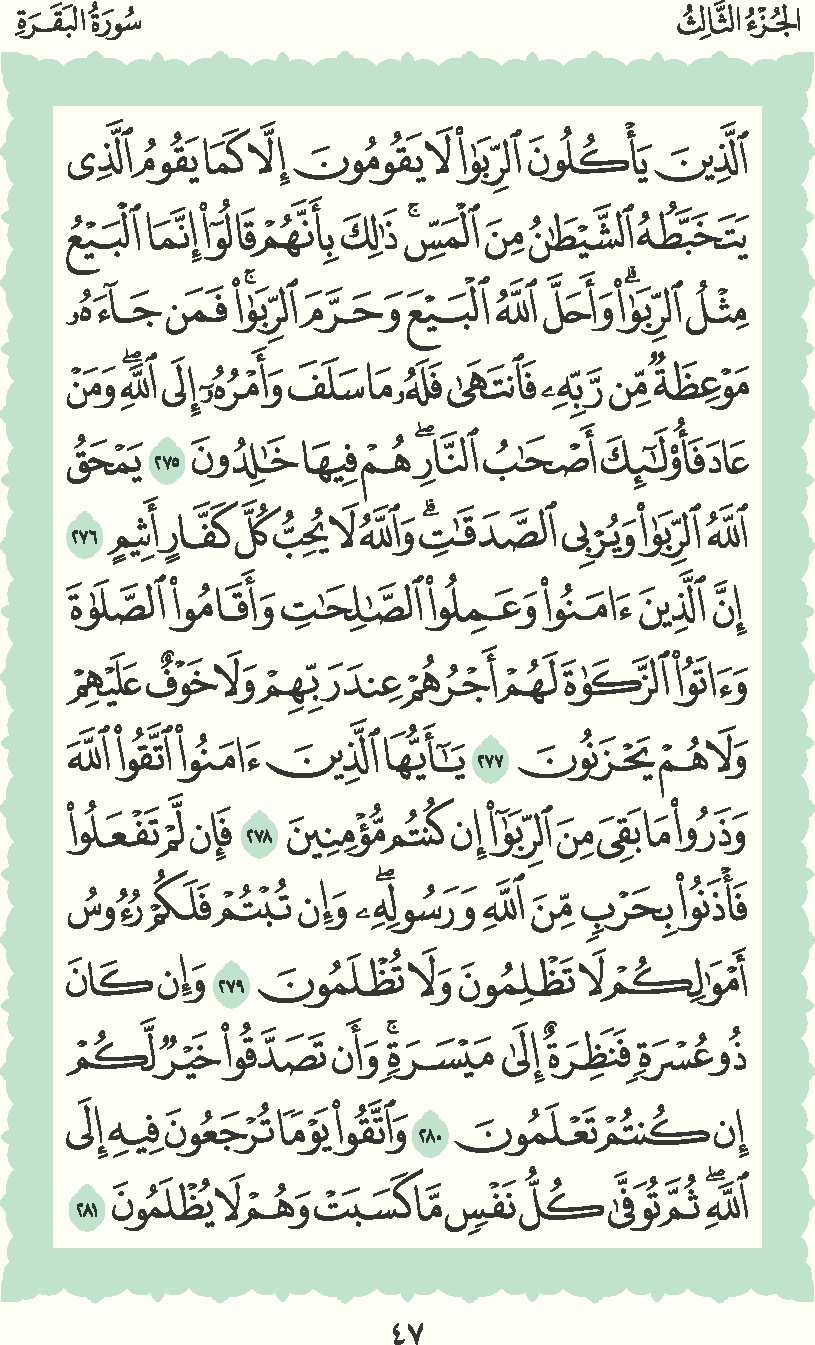 الجُزْءُ الثَّالِثُ
سُورَةُ البَقَرَةِ
ٱلَّذِينَ يَأْكُلُونَ ٱلرِّبَوٰا۟ لَا يَقُومُونَ إِلَّا كَمَا يَقُومُ ٱلَّذِى
يَتَخَبَّطُهُ ٱلشَّيْطَـٰنُ مِنَ ٱلْمَسِّ ۚ ذَٰلِكَ بِأَنَّهُمْ قَالُوٓا۟ إِنَّمَا ٱلْبَيْعُ
مِثْلُ ٱلرِّبَوٰا۟ ۗ وَأَحَلَّ ٱللَّهُ ٱلْبَيْعَ وَحَرَّمَ ٱلرِّبَوٰا۟ ۚ فَمَن جَآءَهُۥ
مَوْعِظَةٌ مِّن رَّبِّهِۦ فَٱنتَهَىٰ فَلَهُۥ مَا سَلَفَ وَأَمْرُهُۥٓ إِلَى ٱللَّهِ ۖ وَمَنْ
عَادَ فَأُو۟لَـٰٓئِكَ أَصْحَـٰبُ ٱلنَّارِ ۖ هُمْ فِيهَا خَـٰلِدُونَ ٢٧٥ يَمْحَقُ
ٱللَّهُ ٱلرِّبَوٰا۟ وَيُرْبِى ٱلصَّدَقَـٰتِ ۗ وَٱللَّهُ لَا يُحِبُّ كُلَّ كَفَّارٍ أَثِيمٍ ٢٧٦
إِنَّ ٱلَّذِينَ ءَامَنُوا۟ وَعَمِلُوا۟ ٱلصَّـٰلِحَـٰتِ وَأَقَامُوا۟ ٱلصَّلَوٰةَ
وَءَاتَوُا۟ ٱلزَّكَوٰةَ لَهُمْ أَجْرُهُمْ عِندَ رَبِّهِمْ وَلَا خَوْفٌ عَلَيْهِمْ
وَلَا هُمْ يَحْزَنُونَ ٢٧٧ يَـٰٓأَيُّهَا ٱلَّذِينَ ءَامَنُوا۟ ٱتَّقُوا۟ ٱللَّهَ
وَذَرُوا۟ مَا بَقِىَ مِنَ ٱلرِّبَوٰٓا۟ إِن كُنتُم مُّؤْمِنِينَ ٢٧٨ فَإِن لَّمْ تَفْعَلُوا۟
فَأْذَنُوا۟ بِحَرْبٍ مِّنَ ٱللَّهِ وَرَسُولِهِۦ ۖ وَإِن تُبْتُمْ فَلَكُمْ رُءُوسُ
أَمْوَٰلِكُمْ لَا تَظْلِمُونَ وَلَا تُظْلَمُونَ ٢٧٩ وَإِن كَانَ
ذُو عُسْرَةٍ فَنَظِرَةٌ إِلَىٰ مَيْسَرَةٍ ۚ وَأَن تَصَدَّقُوا۟ خَيْرٌ لَّكُمْ
إِن كُنتُمْ تَعْلَمُونَ ٢٨٠ وَٱتَّقُوا۟ يَوْمًا تُرْجَعُونَ فِيهِ إِلَى
ٱللَّهِ ۖ ثُمَّ تُوَفَّىٰ كُلُّ نَفْسٍ مَّا كَسَبَتْ وَهُمْ لَا يُظْلَمُونَ ٢٨١
٤٧